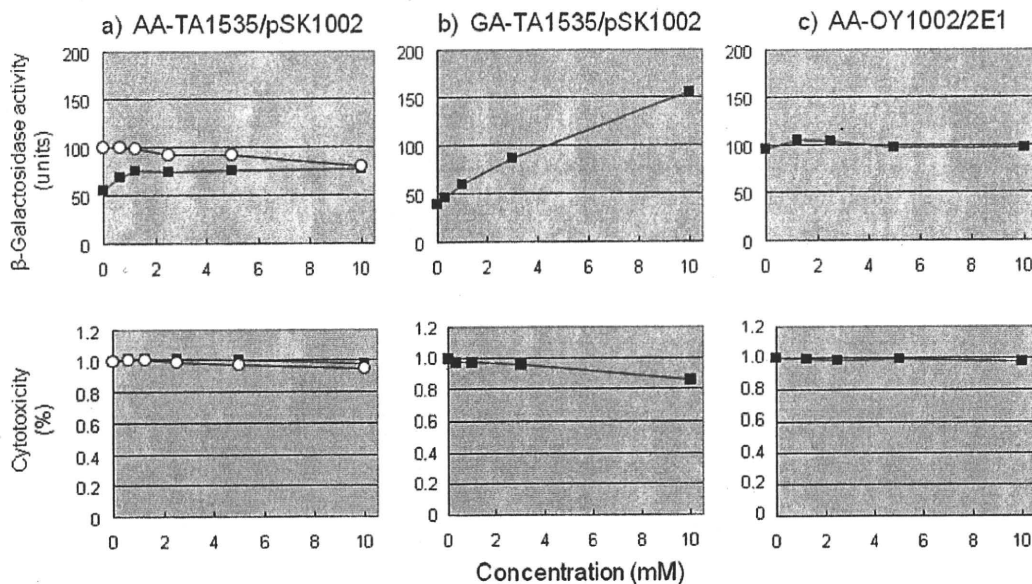 a) AA-TA1535/pSK1002
b) GA-TA1535/pSK1002
c) AA-OY1002/2E1
β-Galactosidase activity
(units)
200
150
100
50
0
0 2 4 6 8 10
200
150
100
50
0
0 2 4 6 8 10
200
150
100
50
0
0 2 4 6 8 10
Cytotoxicity
(%)
1.2
1.0
0.8
0.6
0.4
0.2
0
0 2 4 6 8 10
1.2
1.0
0.8
0.6
0.4
0.2
0
0 2 4 6 8 10
1.2
1.0
0.8
0.6
0.4
0.2
0
0 2 4 6 8 10
Concentration (mM)